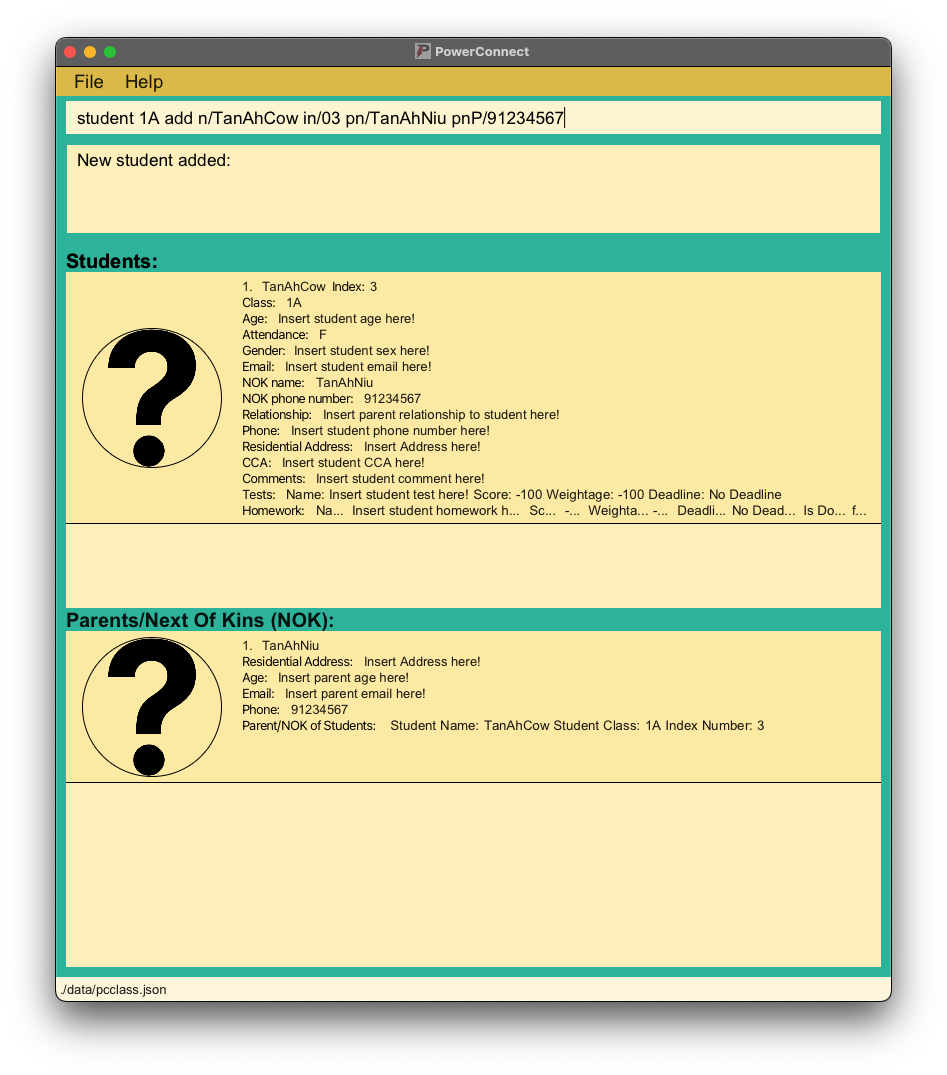 PowerConnect
File Help
student 1A add n/TanAhCow in/03 pn/TanAhNiu pnP/91234567
New student added:
Students:
1. TanAhCow Index: 3
Class: 1A
Age: Insert student age here!
Attendance: F
Gender: Insert student sex here!
Email: Insert student email here!
NOK name: TanAhNiu
NOK phone number: 91234567
Relationship: Insert parent relationship to student here!
Phone: Insert student phone number here!
Residential Address: Insert Address here!
CCA: Insert student CCA here!
Comments: Insert student comment here!
Tests: Name: Insert student test here! Score: -100 Weightage: -100 Deadline: No Deadline
Homework: Na... Insert student homework h... Sc... -... Weighta... -... Deadli... No Dead... Is Do... f...
Parents/Next Of Kins (NOK):
1. TanAhNiu
Residential Address: Insert Address here!
Age: Insert parent age here!
Email: Insert parent email here!
Phone: 91234567
Parent/NOK of Students: Student Name: TanAhCow Student Class: 1A Index Number: 3
./data/pcclass.json